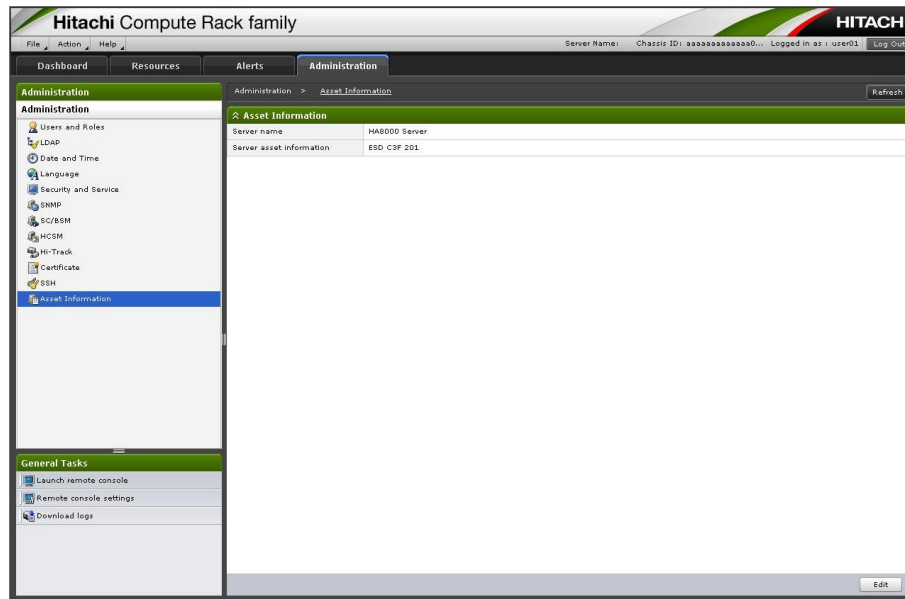 Hitachi Compute Rack family
HITACH
File Action Help
Server Name: Chassis ID: aaaaaaaaaaaaa0... Logged in as : user01 Log Out
Dashboard Resources Alerts Administration
Administration
Administration > Asset Information
Refresh
Administration
Users and Roles
LDAP
Date and Time
Language
Security and Service
SNMP
SC/BSM
HCSM
Hi-Track
Certificate
SSH
Asset Information
Asset Information
Server name HA8000 Server
Server asset information ESD C3F 201
General Tasks
Launch remote console
Remote console settings
Download logs
Edit